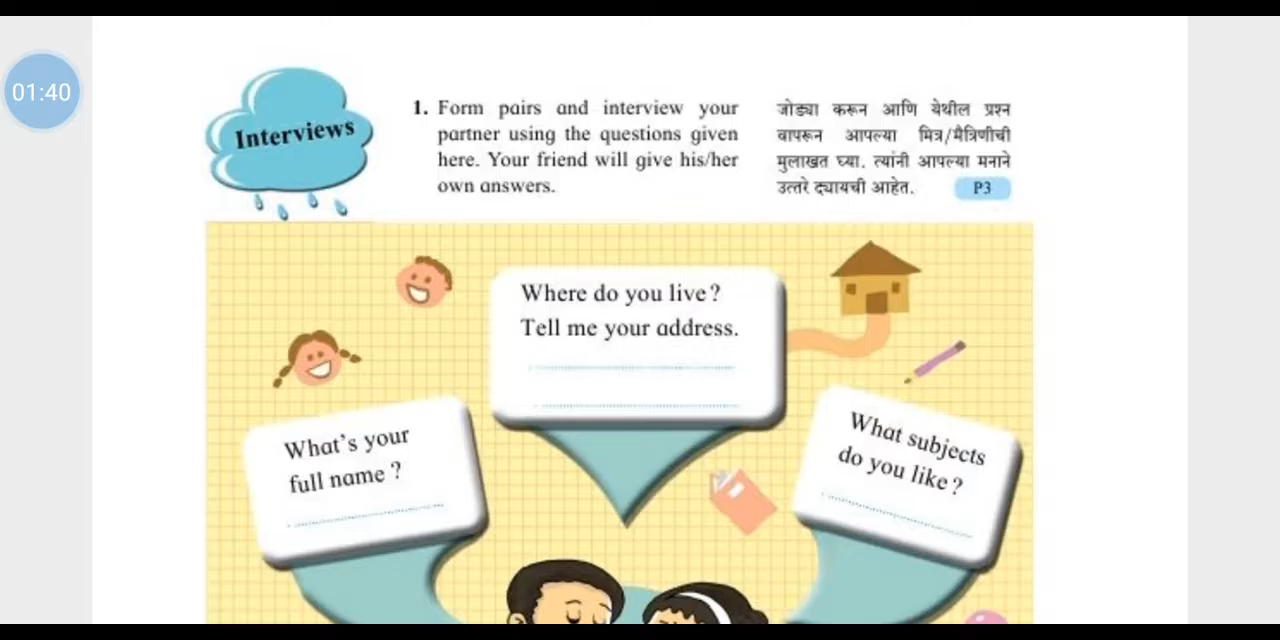 01:40
Interviews
1. Form pairs and interview your
partner using the questions given
here. Your friend will give his/her
own answers.
जोड्या करून आणि येथील प्रश्न
वापरून आपल्या मित्र/मैत्रिणीची
मुलाखत घ्या. त्यांनी आपल्या मनाने
उत्तरे द्यायची आहेत. P3
Where do you live?
Tell me your address.
What's your
full name?
What subjects
do you like?